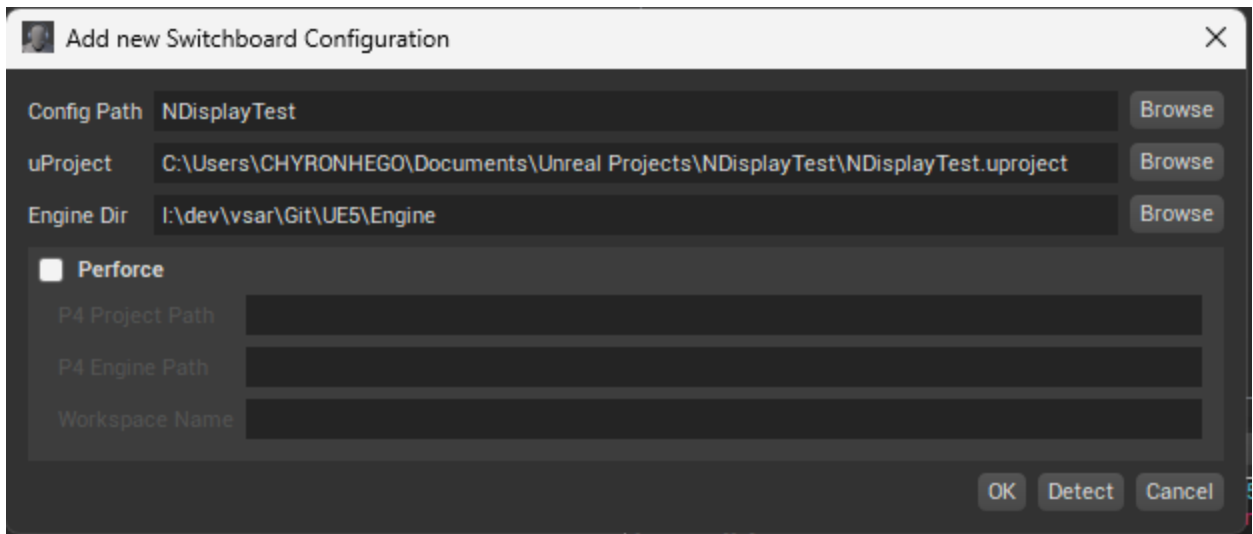 Add new Switchboard Configuration
Config Path NDisplayTest Browse
uProject C:\Users\CHYRONHEGO\Documents\Unreal Projects\NDisplayTest\NDisplayTest.uproject Browse
Engine Dir I:\dev\vsar\Git\UE5\Engine Browse
Perforce
P4 Project Path
P4 Engine Path
Workspace Name
OK Detect Cancel